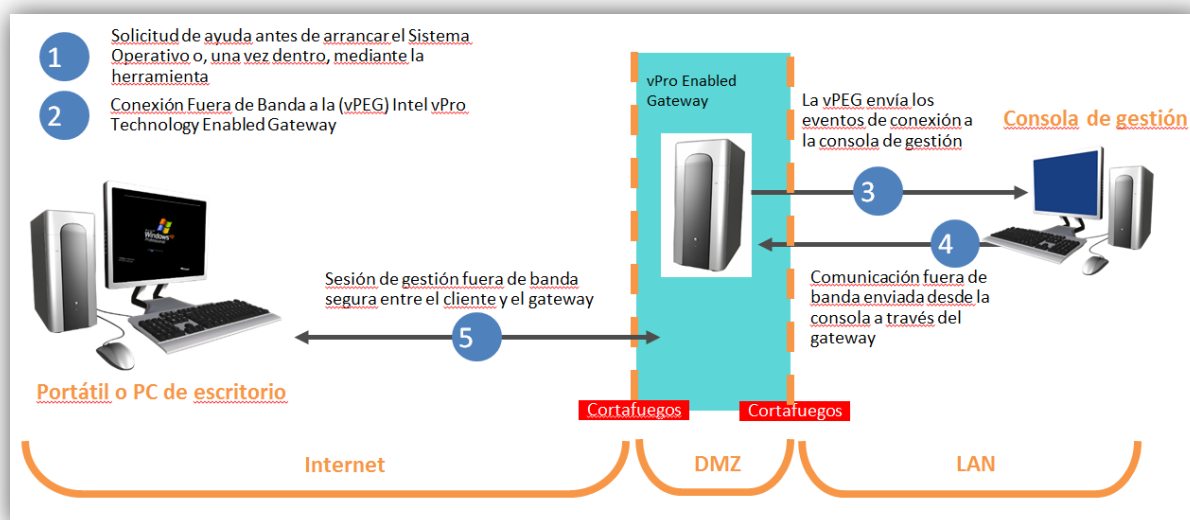 1
Solicitud de ayuda antes de arrancar el Sistema
Operativo o, una vez dentro, mediante la
herramienta
2
Conexión Fuera de Banda a la (vPEG) Intel vPro
Technology Enabled Gateway
vPro Enabled
Gateway
La vPEG envía los
eventos de conexión a
la consola de gestión
Consola de gestión
3
4
Comunicación fuera de
banda enviada desde la
consola a través del
gateway
Windows
Sesión de gestión fuera de banda
segura entre el cliente y el gateway
5
Portátil o PC de escritorio
Cortafuegos
Cortafuegos
Internet
DMZ
LAN